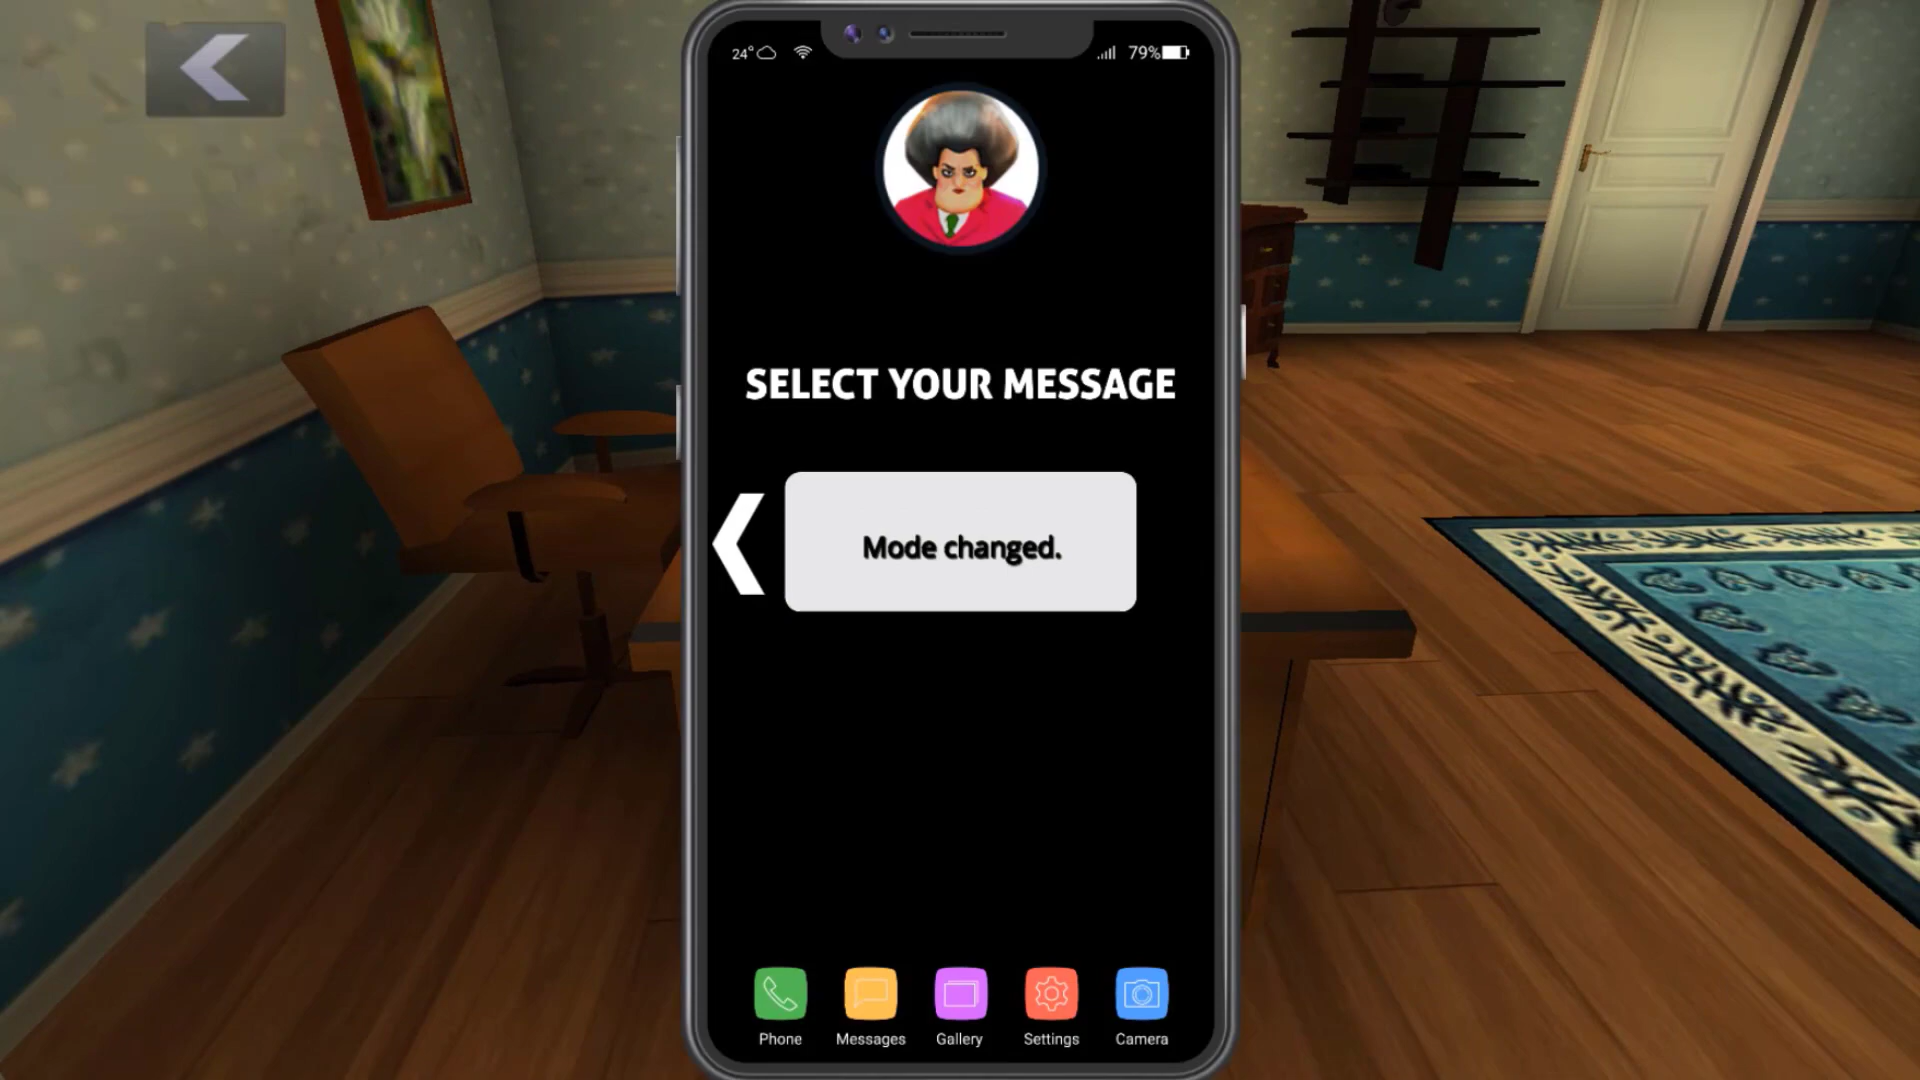 24°
79%
SELECT YOUR MESSAGE
Mode changed.
Phone Messages Gallery Settings Camera